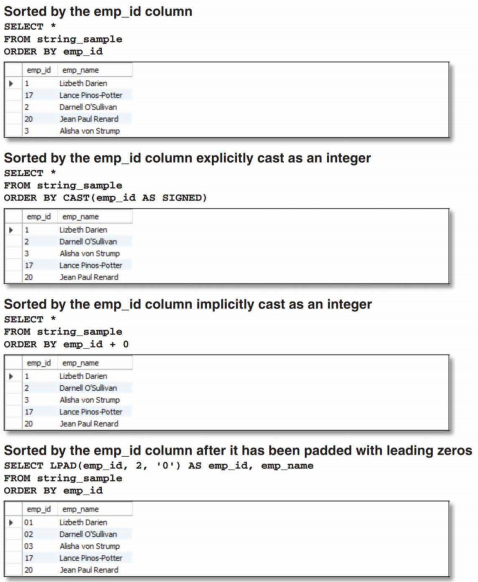 Sorted by the emp_id column
SELECT *
FROM string_sample
ORDER BY emp_id
emp_id emp_name
1 Lizbeth Darien
17 Lance Pinos-Potter
2 Darnell O'Sullivan
20 Jean Paul Renard
3 Alisha von Strump
Sorted by the emp_id column explicitly cast as an integer
SELECT *
FROM string_sample
ORDER BY CAST(emp_id AS SIGNED)
emp_id emp_name
1 Lizbeth Darien
2 Darnell O'Sullivan
3 Alisha von Strump
17 Lance Pinos-Potter
20 Jean Paul Renard
Sorted by the emp_id column implicitly cast as an integer
SELECT *
FROM string_sample
ORDER BY emp_id + 0
emp_id emp_name
1 Lizbeth Darien
2 Darnell O'Sullivan
3 Alisha von Strump
17 Lance Pinos-Potter
20 Jean Paul Renard
Sorted by the emp_id column after it has been padded with leading zeros
SELECT LPAD(emp_id, 2, '0') AS emp_id, emp_name
FROM string_sample
ORDER BY emp_id
emp_id emp_name
01 Lizbeth Darien
02 Darnell O'Sullivan
03 Alisha von Strump
17 Lance Pinos-Potter
20 Jean Paul Renard